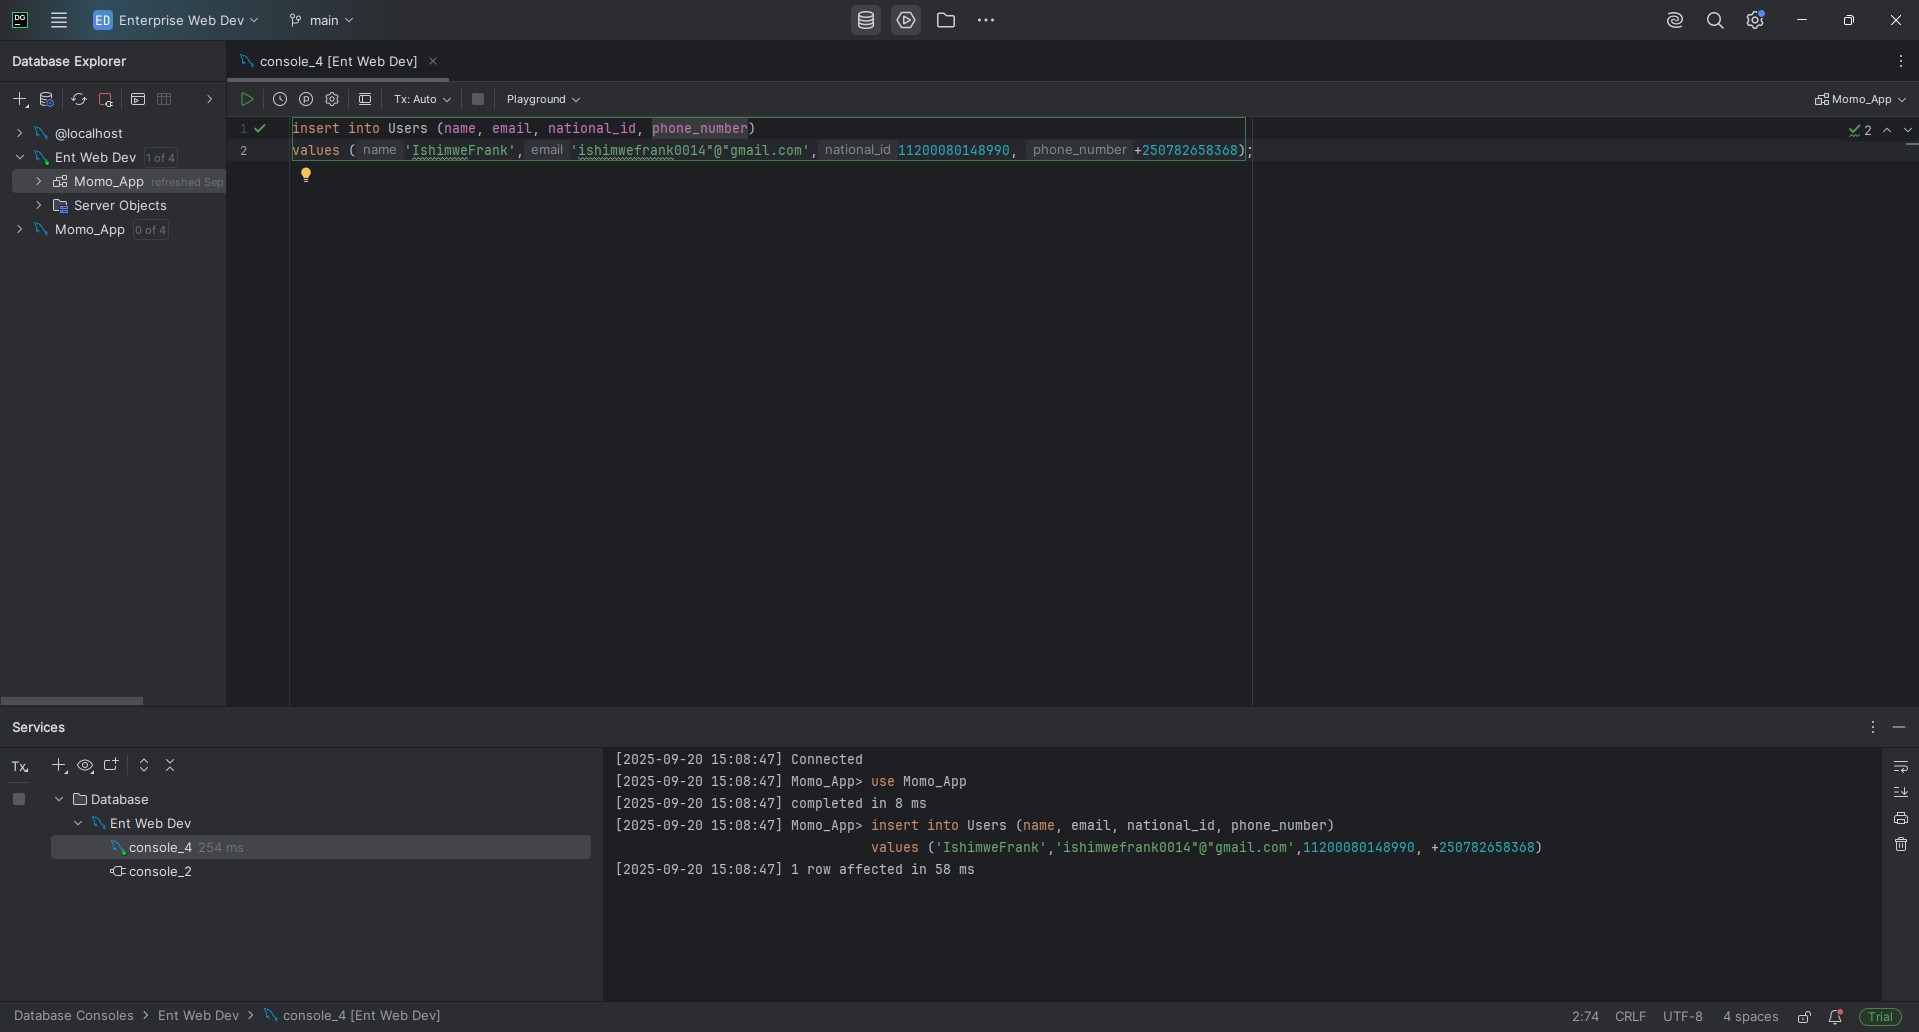 DG
ED Enterprise Web Dev
main
Database Explorer
console_4 [Ent Web Dev]
Tx: Auto
Playground
Momo_App
@localhost
Ent Web Dev 1 of 4
Momo_App refreshed Sep
Server Objects
Momo_App 0 of 4
1 insert into Users (name, email, national_id, phone_number)
2
2 values ( name 'IshimweFrank', email 'ishimwefrank0014"@"gmail.com', national_id 11200080148990, phone_number +250782658368);
Services
Tx
Database
Ent Web Dev
console_4 254 ms
console_2
[2025-09-20 15:08:47] Connected
[2025-09-20 15:08:47] Momo_App> use Momo_App
[2025-09-20 15:08:47] completed in 8 ms
[2025-09-20 15:08:47] Momo_App> insert into Users (name, email, national_id, phone_number)
values ('IshimweFrank','ishimwefrank0014"@"gmail.com',11200080148990, +250782658368)
[2025-09-20 15:08:47] 1 row affected in 58 ms
Database Consoles > Ent Web Dev > console_4 [Ent Web Dev]
2:74 CRLF UTF-8 4 spaces Trial